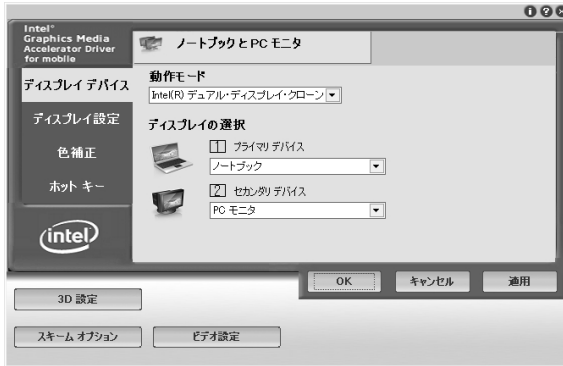 Intel®
Graphics Media
Accelerator Driver
for mobile
ノートブックと PC モニタ
ディスプレイ デバイス
ディスプレイ設定
色補正
ホット キー
intel
動作モード
Intel(R) デュアル・ディスプレイ・クローン
ディスプレイの選択
1 プライマリ デバイス
ノートブック
2 セカンダリ デバイス
PC モニタ
OK キャンセル 適用
3D 設定
スキーム オプション ビデオ設定